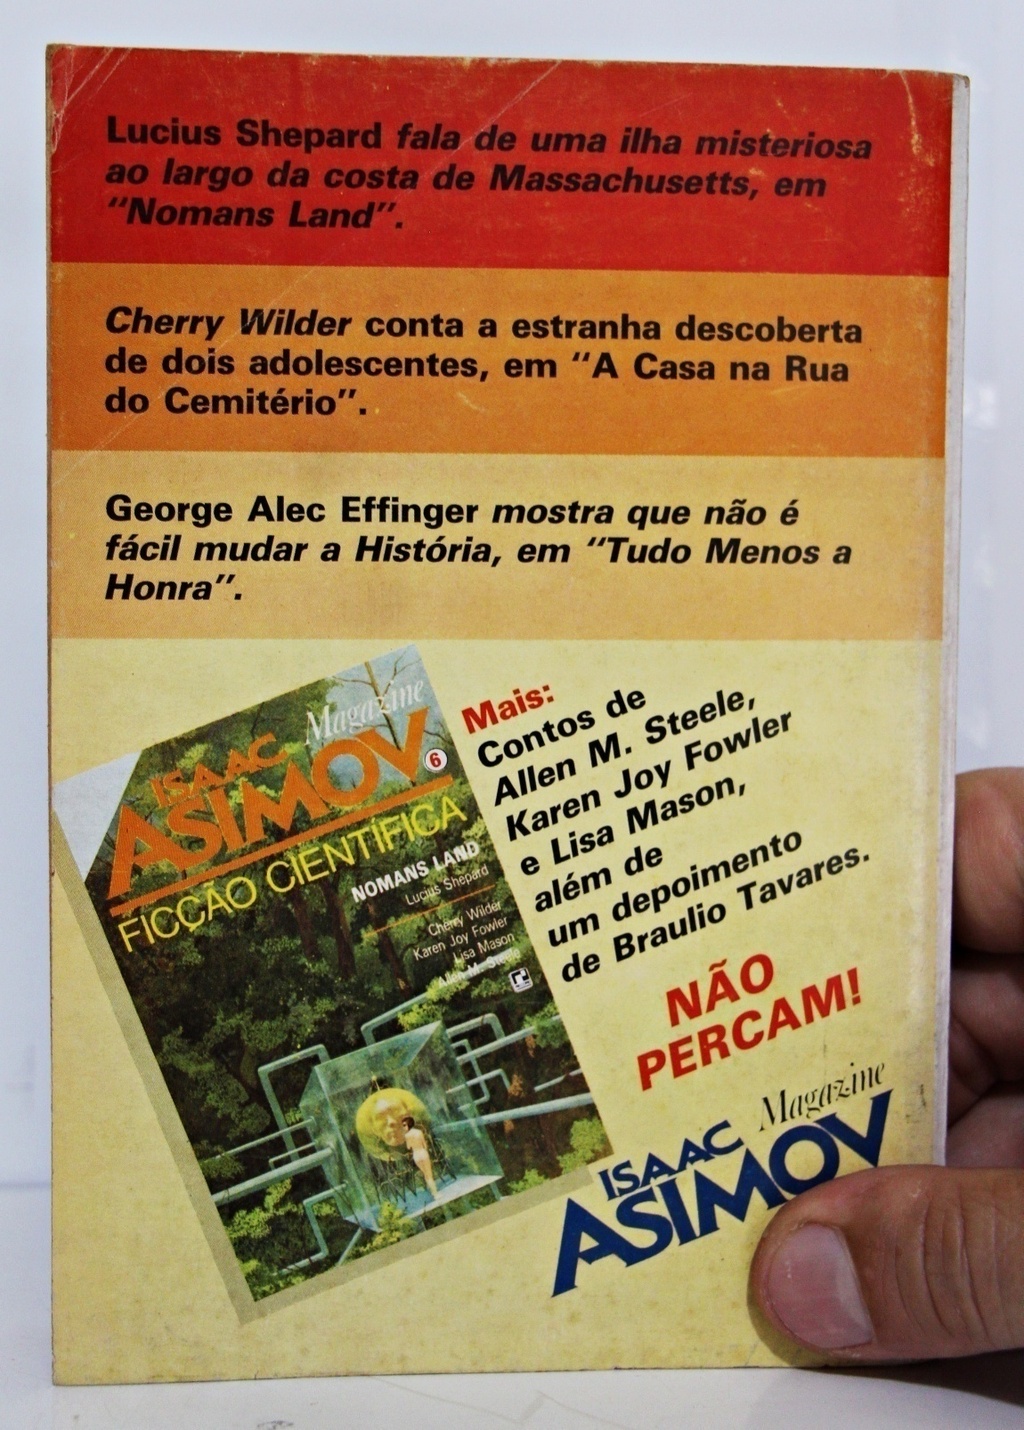 Lucius Shepard fala de uma ilha misteriosa
ao largo da costa de Massachusetts, em
"Nomans Land".
Cherry Wilder conta a estranha descoberta
de dois adolescentes, em "A Casa na Rua
do Cemitério".
George Alec Effinger mostra que não é
fácil mudar a História, em "Tudo Menos a
Honra".
Magazine
ISAAC
ASIMOV
6
FICÇÃO CIENTÍFICA
NOMANS LAND
Lucius Shepard
Cherry Wilder
Karen Joy Fowler
Lisa Mason
Allen M. Steele
Mais:
Contos de
Allen M. Steele,
Karen Joy Fowler
e Lisa Mason,
além de
um depoimento
de Braulio Tavares.
NÃO
PERCAM!
Magazine
ISAAC
ASIMOV